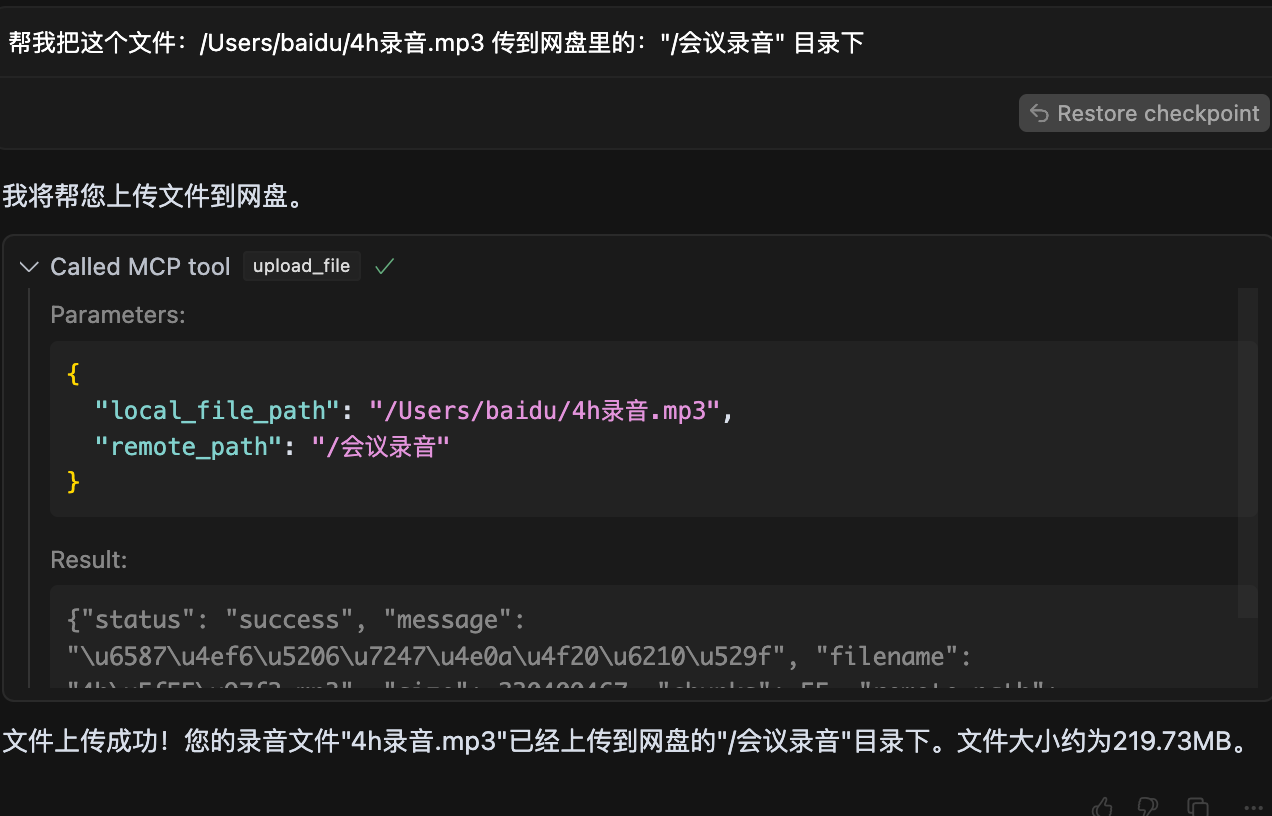 帮我把这个文件：/Users/baidu/4h录音.mp3 传到网盘里的："/会议录音" 目录下
Restore checkpoint
我将帮您上传文件到网盘。
Called MCP tool upload_file
Parameters:
{
"local_file_path": "/Users/baidu/4h录音.mp3",
"remote_path": "/会议录音"
}
Result:
{"status": "success", "message":
"\u6587\u4ef6\u5206\u7247\u4e0a\u4f20\u6210\u529f", "filename":
文件上传成功！您的录音文件"4h录音.mp3"已经上传到网盘的"/会议录音"目录下。文件大小约为219.73MB。